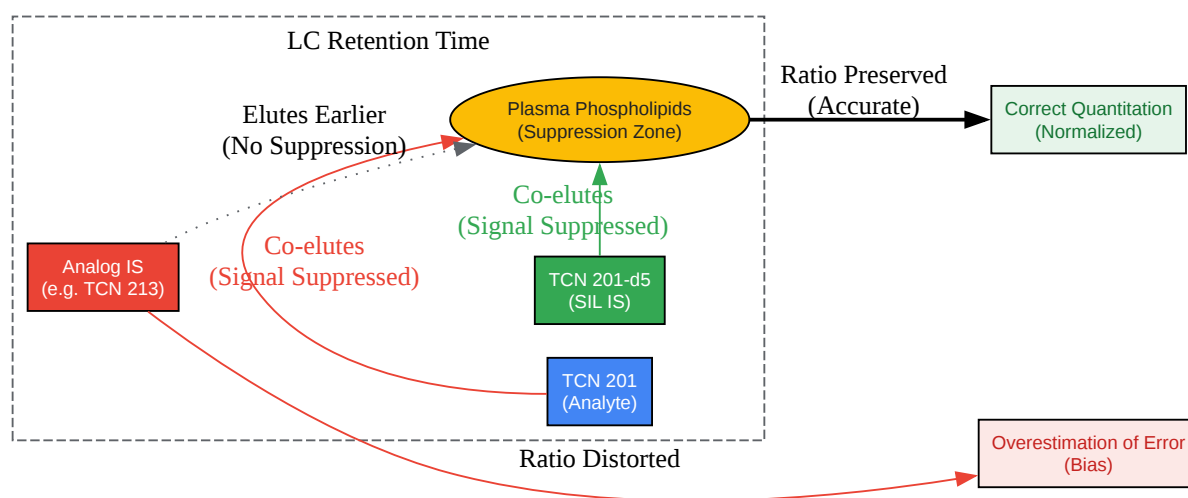 LC Retention Time
Ratio Preserved
(Accurate)
Plasma Phospholipids
(Suppression Zone)
Correct Quantitation
(Normalized)
Elutes Earlier
(No Suppression)
Co-elutes
(Signal Suppressed)
Co-elutes
(Signal Suppressed)
Analog IS
(e.g. TCN 213)
TCN 201-d5
(SIL IS)
TCN 201
(Analyte)
Ratio Distorted
Overestimation of Error
(Bias)